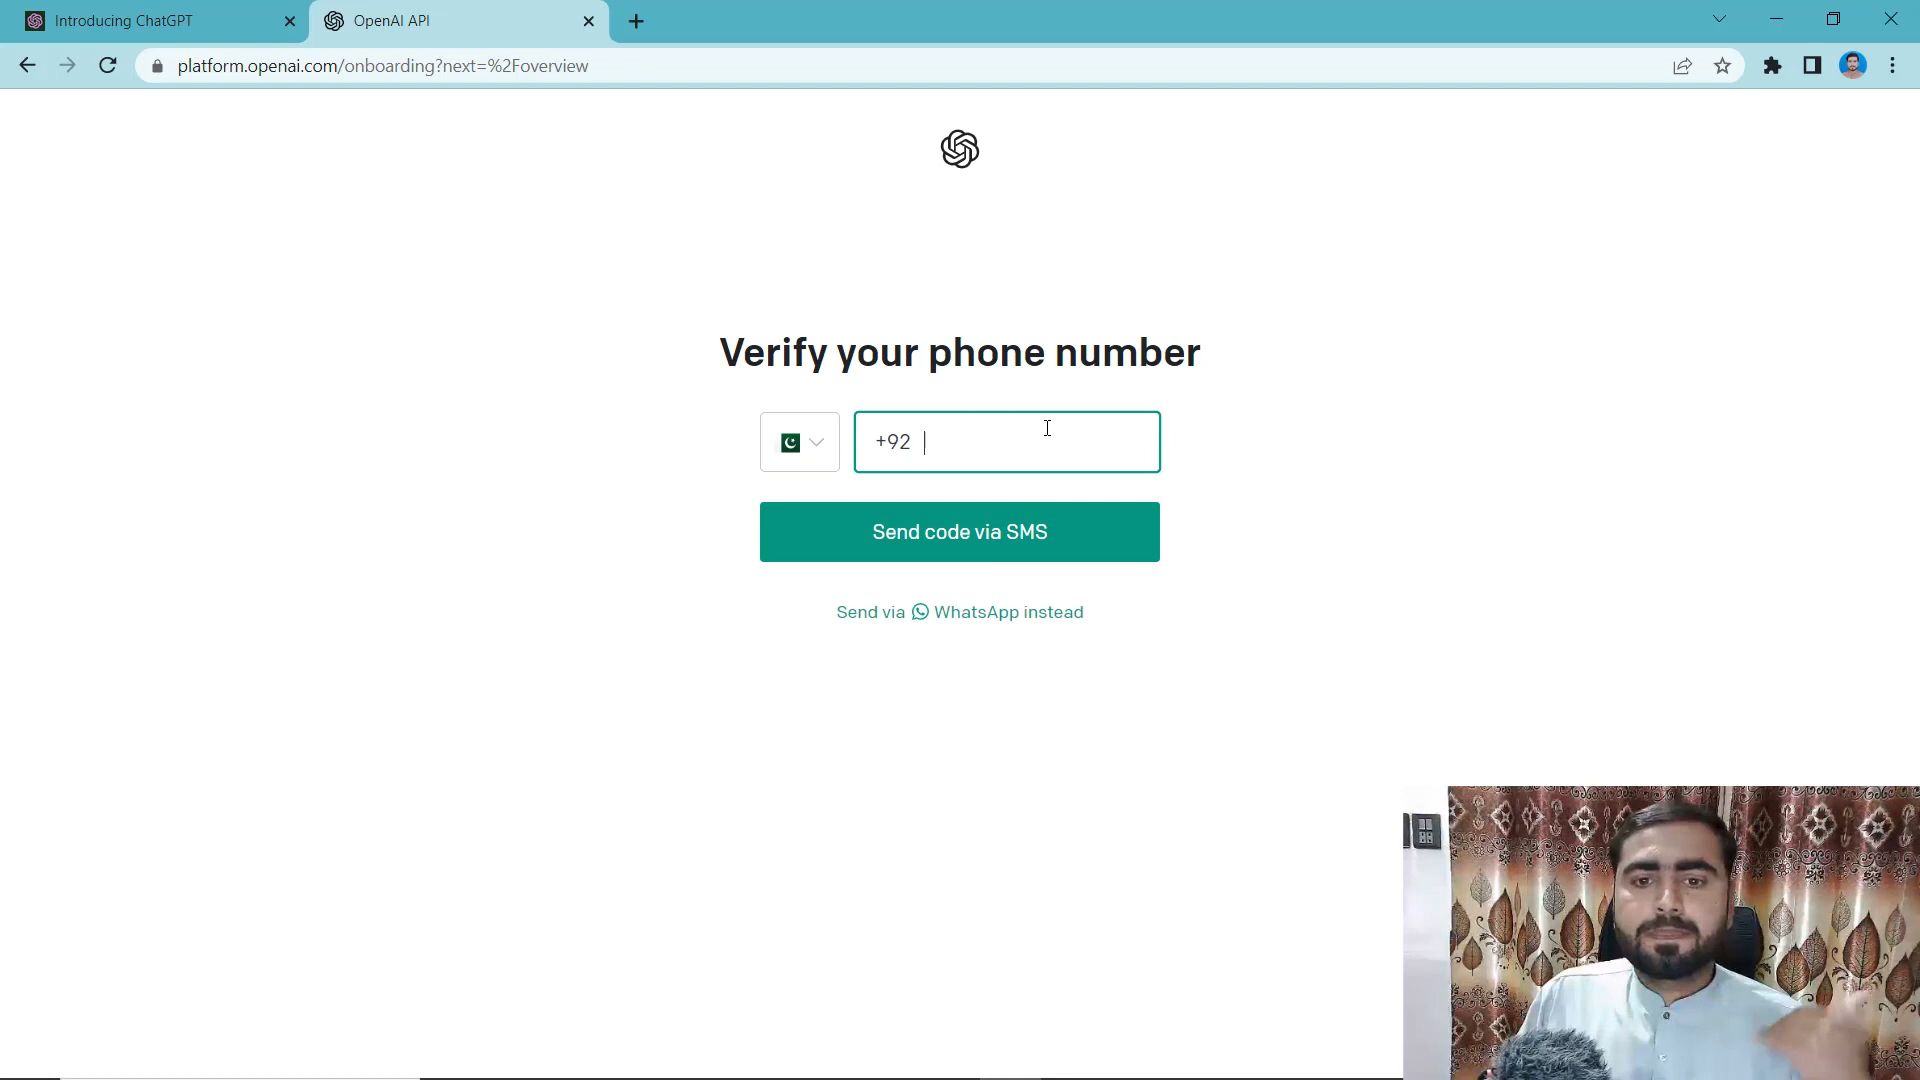 Introducing ChatGPT
OpenAI API
platform.openai.com/onboarding?next=%2Foverview
Verify your phone number
+92
Send code via SMS
Send via WhatsApp instead